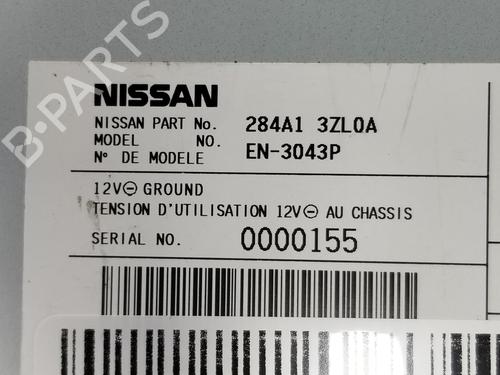 B-PARTS
NISSAN
NISSAN PART No. 284A1 3ZL0A
MODEL NO. EN-3043P
N° DE MODELE
12V⊖ GROUND
TENSION D'UTILISATION 12V⊖ AU CHASSIS
SERIAL NO. 0000155